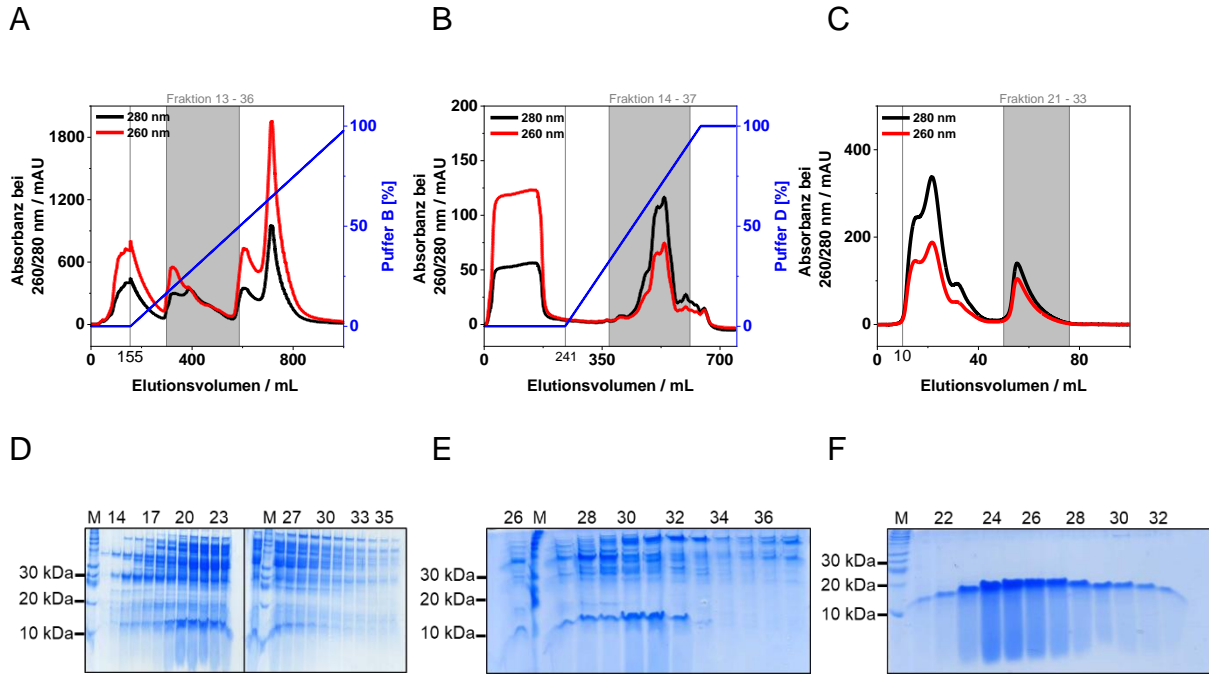 A
B
C
Fraktion 13 - 36
280 nm
260 nm
Absorbanz bei
260/280 nm / mAU
1800
1200
600
300
0
0
155
400
800
100
50
0
Puffer B [%]
Elutionsvolumen / mL
Fraktion 14 - 37
280 nm
260 nm
Absorbanz bei
260/280 nm / mAU
200
150
100
50
0
0
241
350
700
100
50
0
Puffer D [%]
Elutionsvolumen / mL
Fraktion 21 - 33
280 nm
260 nm
Absorbanz bei
260/280 nm / mAU
400
200
0
0
10
40
80
Elutionsvolumen / mL
D
E
F
M 14 17 20 23 M 27 30 33 35
30 kDa
20 kDa
10 kDa
26 M 28 30 32 34 36
30 kDa
20 kDa
10 kDa
M 22 24 26 28 30 32
20 kDa
10 kDa